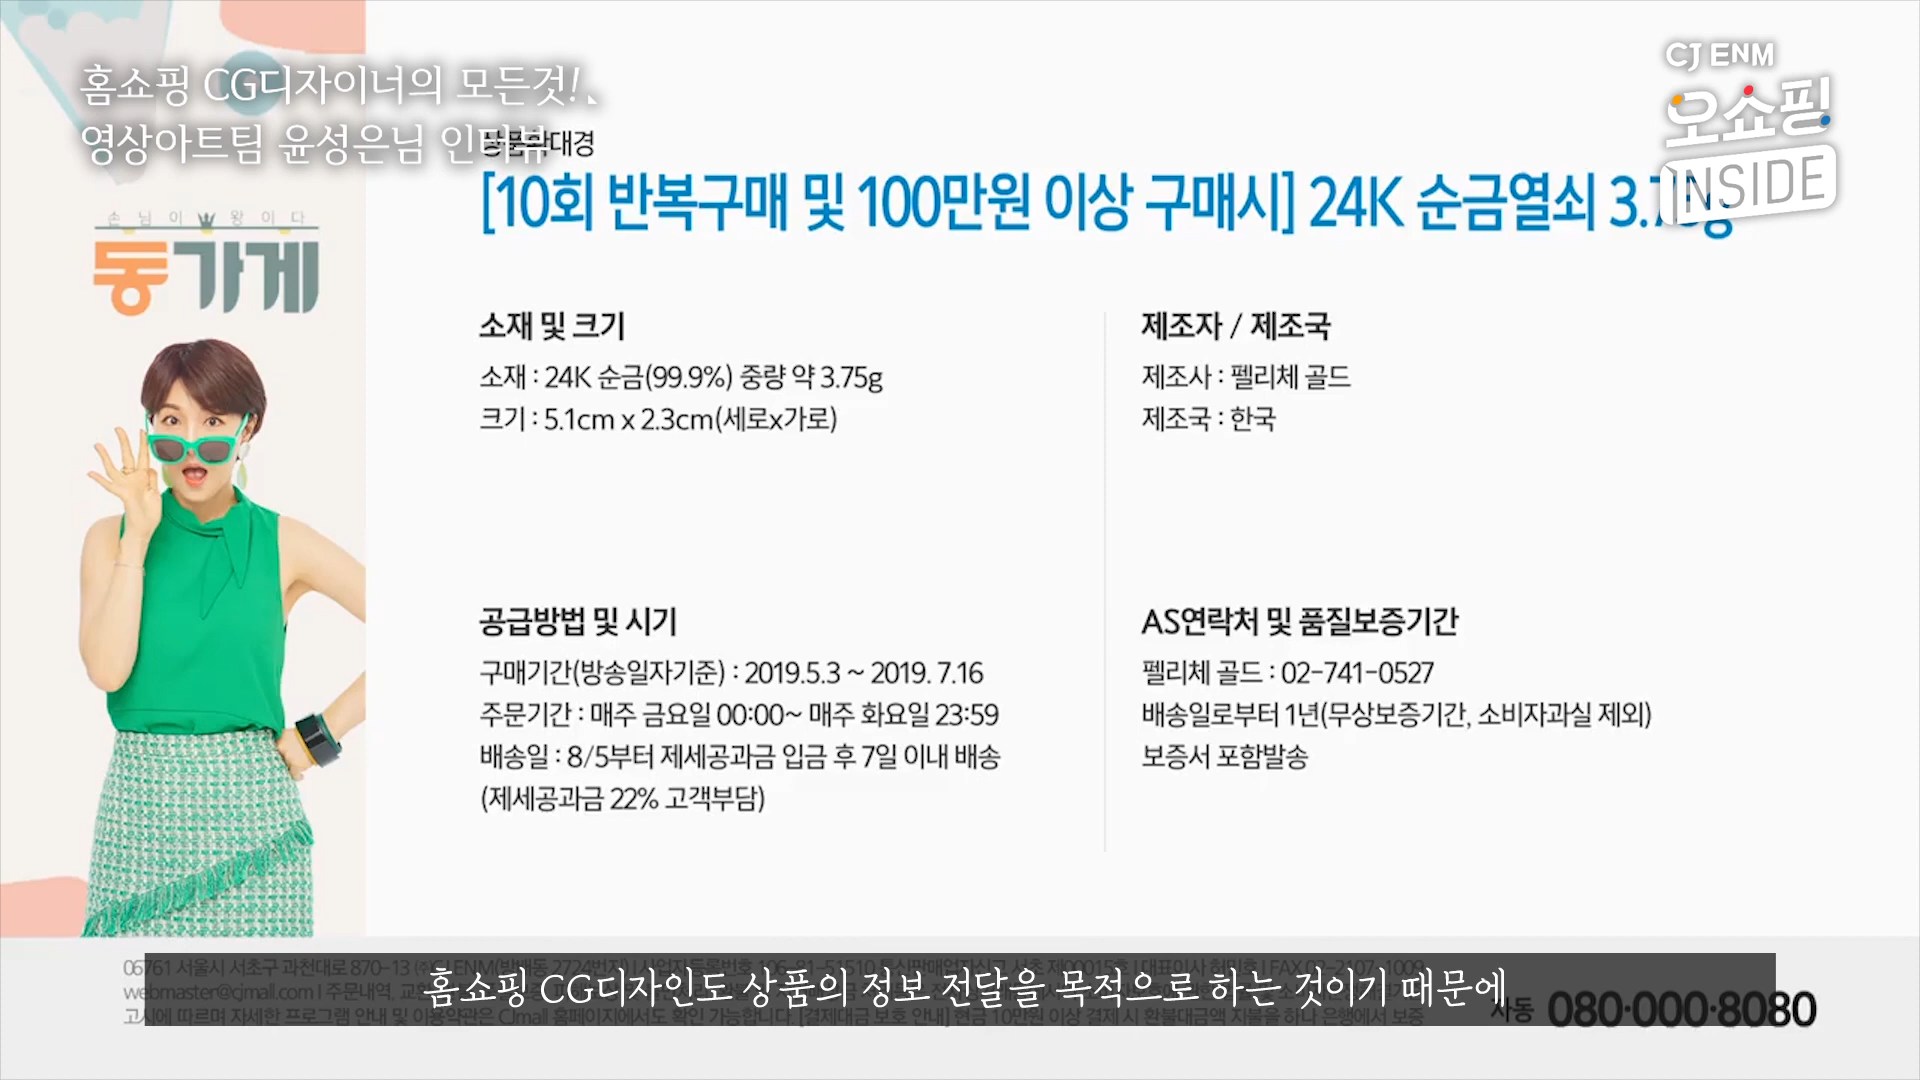 홈쇼핑 CG디자이너의 모든것!
영상아트팀 윤성은님 인터뷰
CJ ENM
오쇼핑
INSIDE
[10회 반복구매 및 100만원 이상 구매시] 24K 순금열쇠 3.75g
손님이 왕이다
동가게
소재 및 크기
소재 : 24K 순금(99.9%) 중량 약 3.75g
크기 : 5.1cm x 2.3cm(세로x가로)
제조자 / 제조국
제조사 : 펠리체 골드
제조국 : 한국
공급방법 및 시기
구매기간(방송일자기준) : 2019.5.3 ~ 2019. 7.16
주문기간 : 매주 금요일 00:00~ 매주 화요일 23:59
배송일 : 8/5부터 제세공과금 입금 후 7일 이내 배송
(제세공과금 22% 고객부담)
AS연락처 및 품질보증기간
펠리체 골드 : 02-741-0527
배송일로부터 1년(무상보증기간, 소비자과실 제외)
보증서 포함발송
홈쇼핑 CG디자인도 상품의 정보 전달을 목적으로 하는 것이기 때문에
자동 080·000·8080